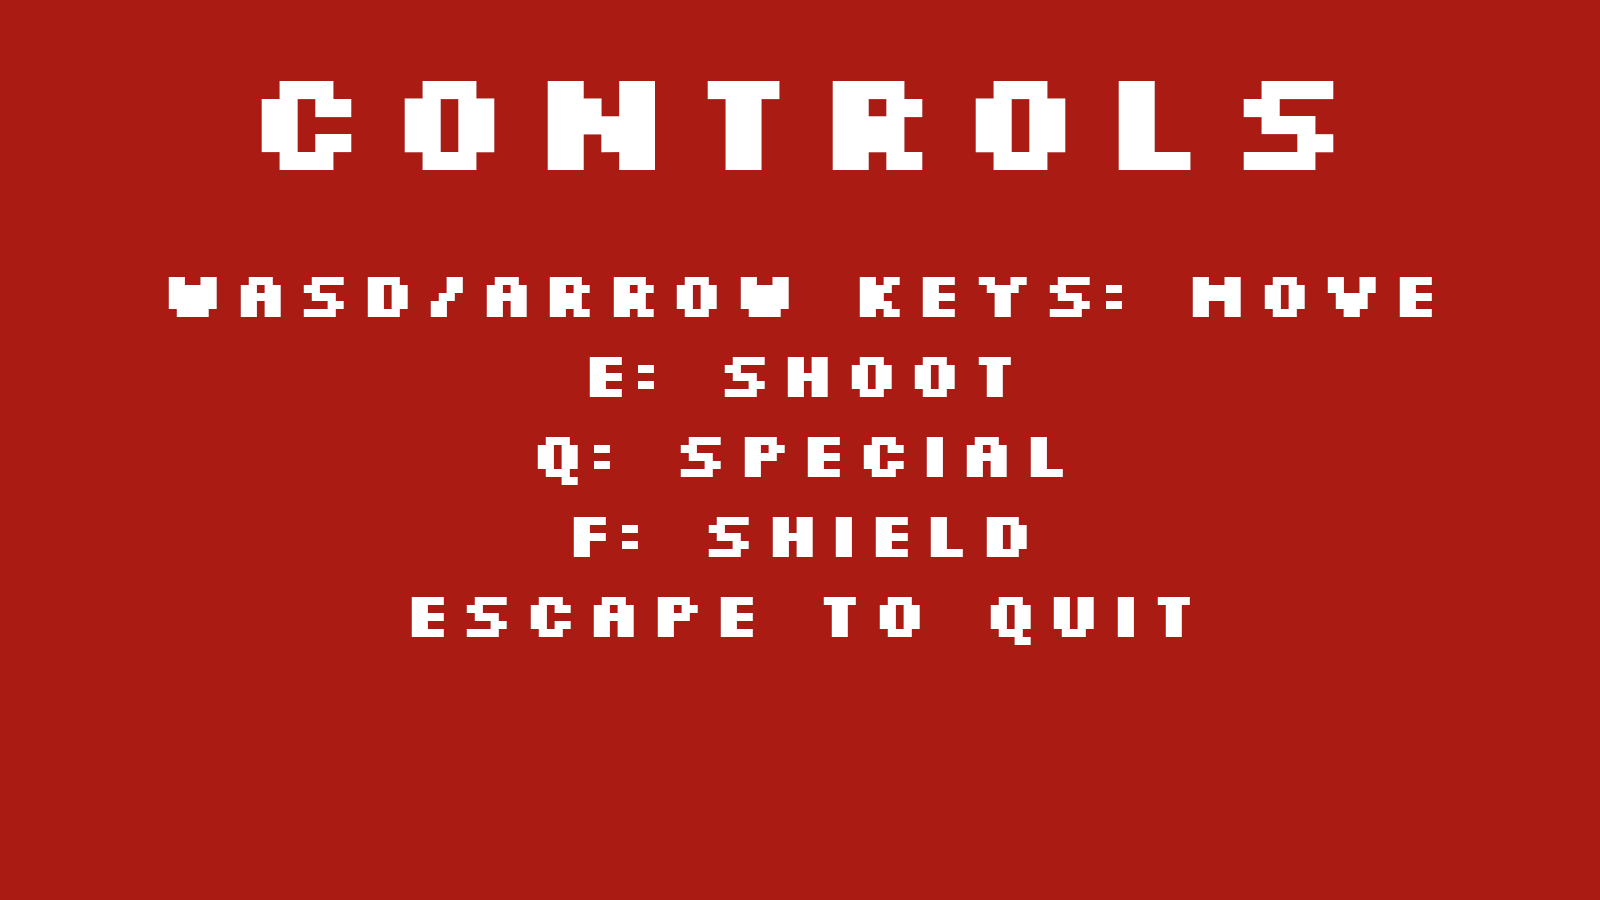 CONTROLS
WASD/ARROW KEYS: MOVE
E: SHOOT
Q: SPECIAL
F: SHIELD
ESCAPE TO QUIT